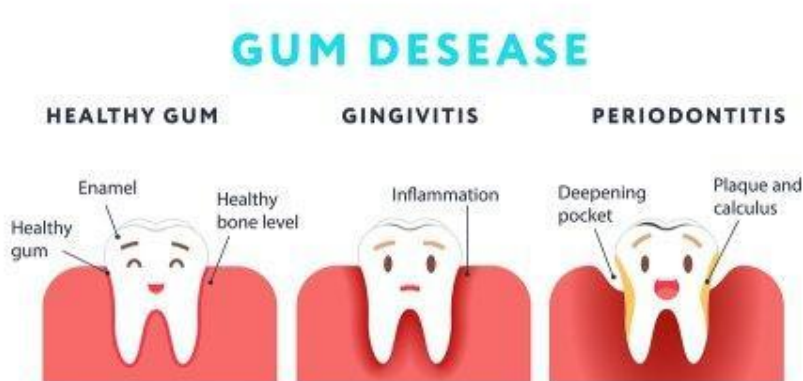 GUM DESEASE
HEALTHY GUM
GINGIVITIS
PERIODONTITIS
Enamel
Healthy
gum
Healthy
bone level
Inflammation
Deepening
pocket
Plaque and
calculus